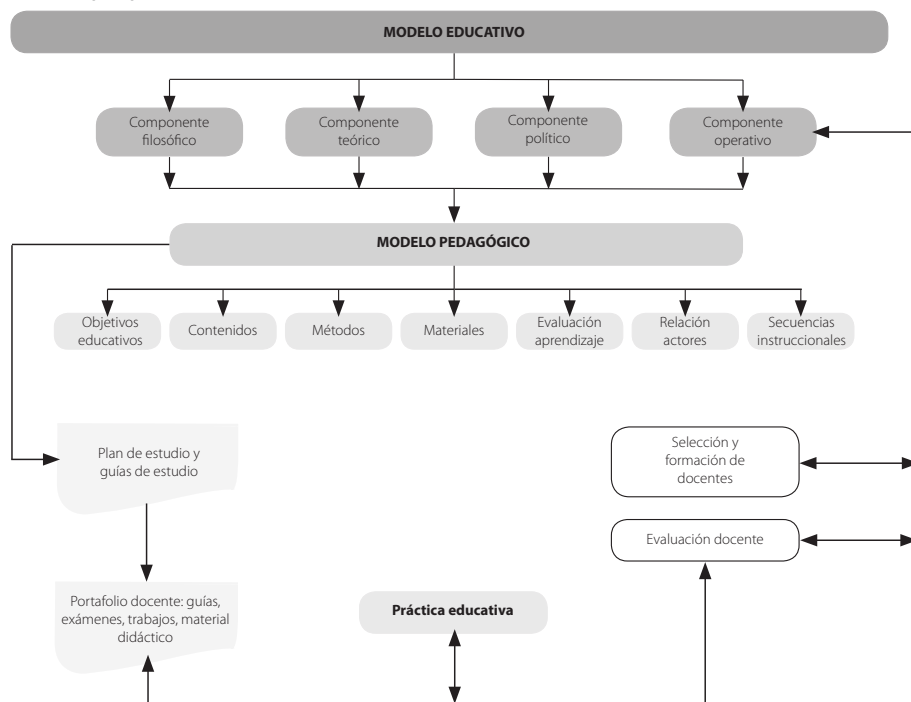 MODELO EDUCATIVO
Componente
filosófico
Componente
teórico
Componente
político
Componente
operativo
MODELO PEDAGÓGICO
Objetivos
educativos
Contenidos
Métodos
Materiales
Evaluación
aprendizaje
Relación
actores
Secuencias
instruccionales
Plan de estudio y
guías de estudio
Selección y
formación de
docentes
Evaluación docente
Portafolio docente: guías,
exámenes, trabajos, material
didáctico
Práctica educativa